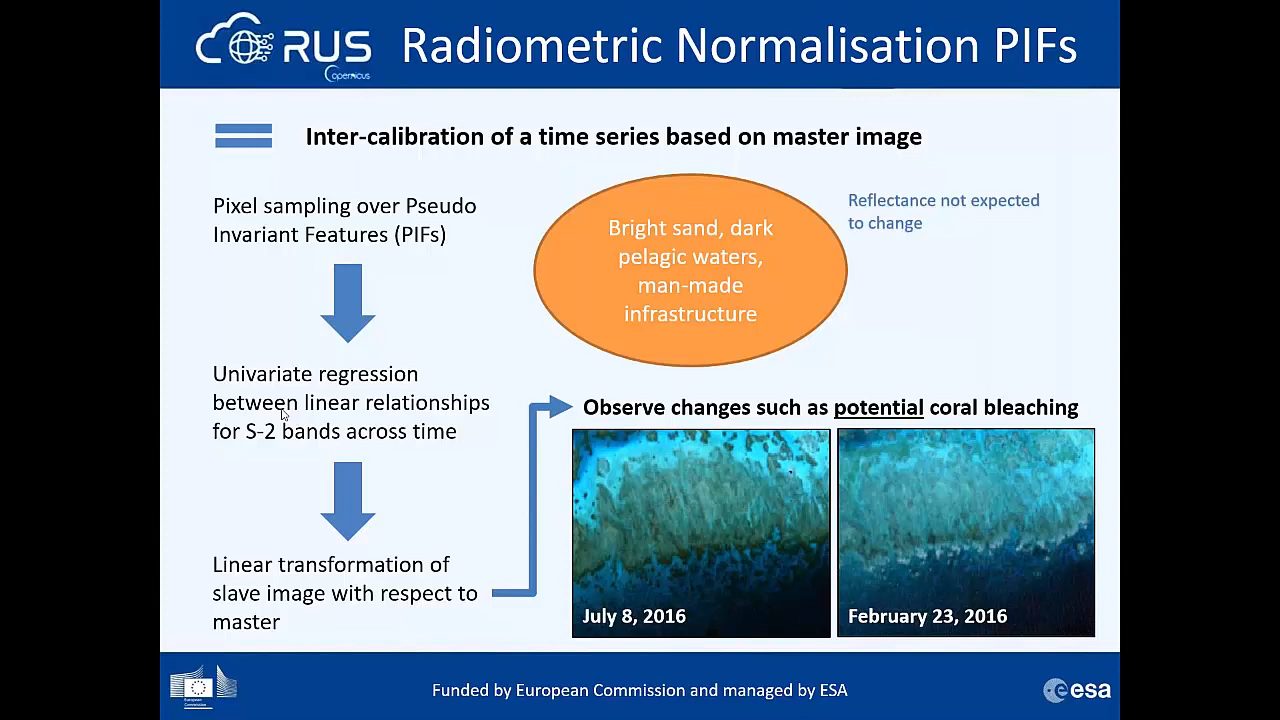 RUS
Copernicus
Radiometric Normalisation PIFs
Inter-calibration of a time series based on master image
Pixel sampling over Pseudo
Invariant Features (PIFs)
Bright sand, dark
pelagic waters,
man-made
infrastructure
Reflectance not expected
to change
Univariate regression
between linear relationships
for S-2 bands across time
Observe changes such as potential coral bleaching
Linear transformation of
slave image with respect to
master
July 8, 2016
February 23, 2016
European
Commission
Funded by European Commission and managed by ESA
esa